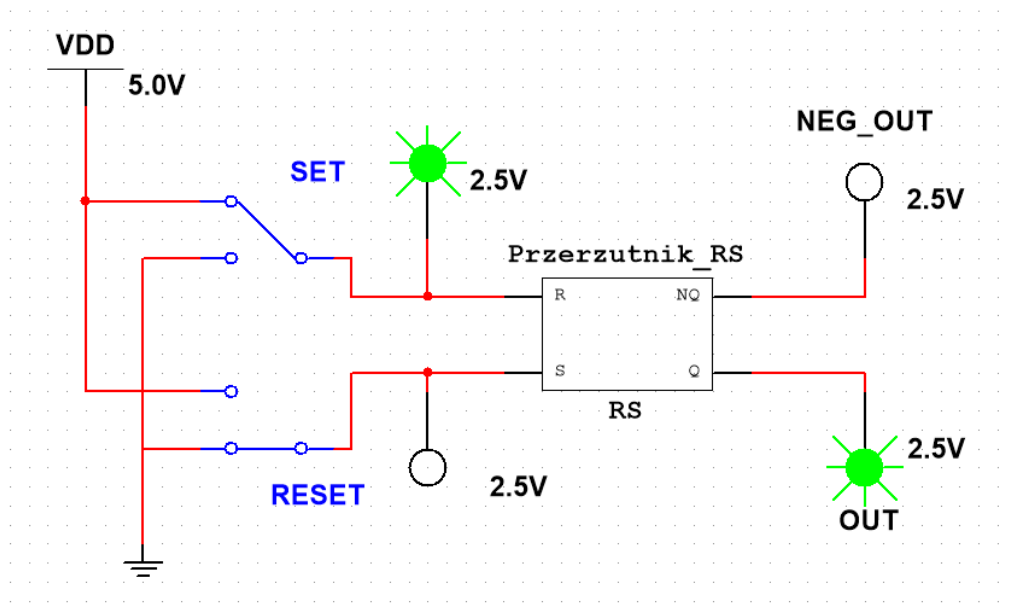 VDD
5.0V
SET
2.5V
NEG_OUT
2.5V
Przerzutnik_RS
R NQ
S Q
RS
RESET
2.5V
2.5V
OUT